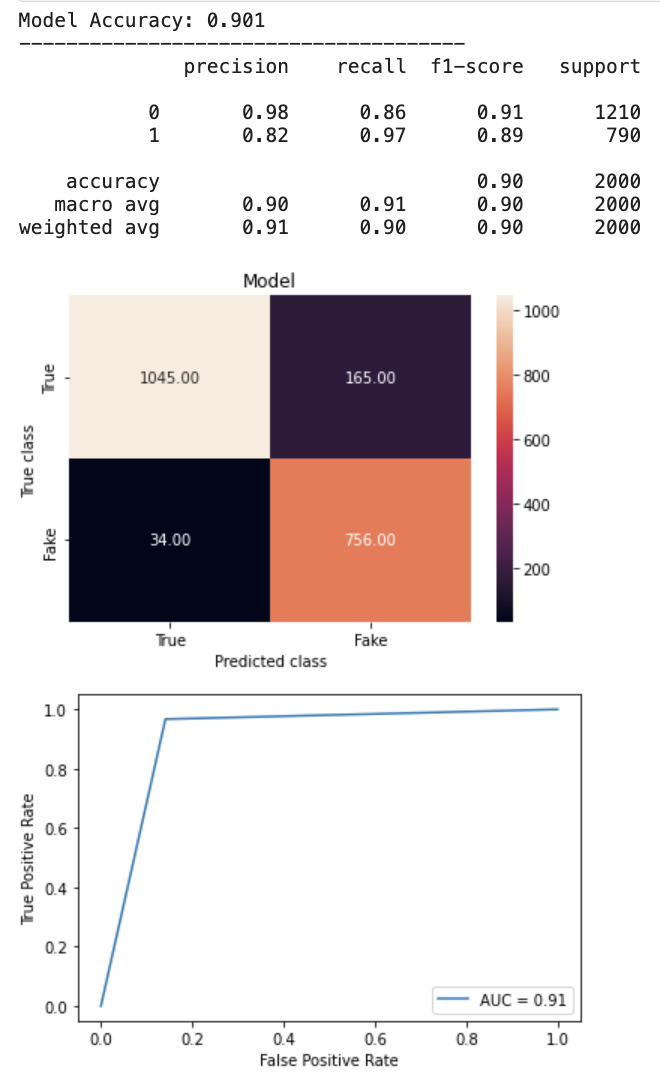 Model Accuracy: 0.901
--------------------------------------
precision recall f1-score support
0 0.98 0.86 0.91 1210
1 0.82 0.97 0.89 790
accuracy 0.90 2000
macro avg 0.90 0.91 0.90 2000
weighted avg 0.91 0.90 0.90 2000
Model
True class
True
Fake
1045.00 165.00
34.00 756.00
True Fake
Predicted class
1000
800
600
400
200
True Positive Rate
1.0
0.8
0.6
0.4
0.2
0.0
AUC = 0.91
0.0 0.2 0.4 0.6 0.8 1.0
False Positive Rate